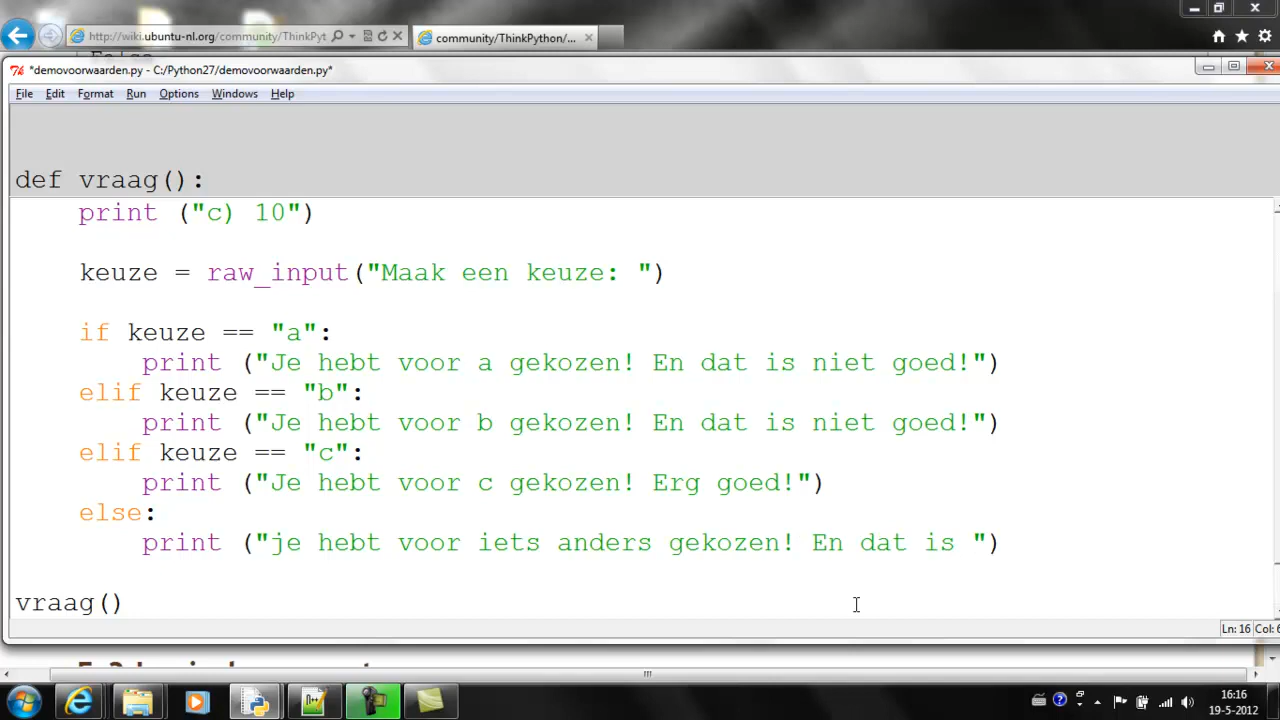 http://wiki.ubuntu-nl.org/community/ThinkPyt
community/ThinkPython/...
False
*demovoorwaarden.py - C:/Python27/demovoorwaarden.py*
File Edit Format Run Options Windows Help
def vraag():
print ("c) 10")
keuze = raw_input("Maak een keuze: ")
if keuze == "a":
print ("Je hebt voor a gekozen! En dat is niet goed!")
elif keuze == "b":
print ("Je hebt voor b gekozen! En dat is niet goed!")
elif keuze == "c":
print ("Je hebt voor c gekozen! Erg goed!")
else:
print ("je hebt voor iets anders gekozen! En dat is ")
vraag()
Ln: 16 Col: 6
16:16
19-5-2012